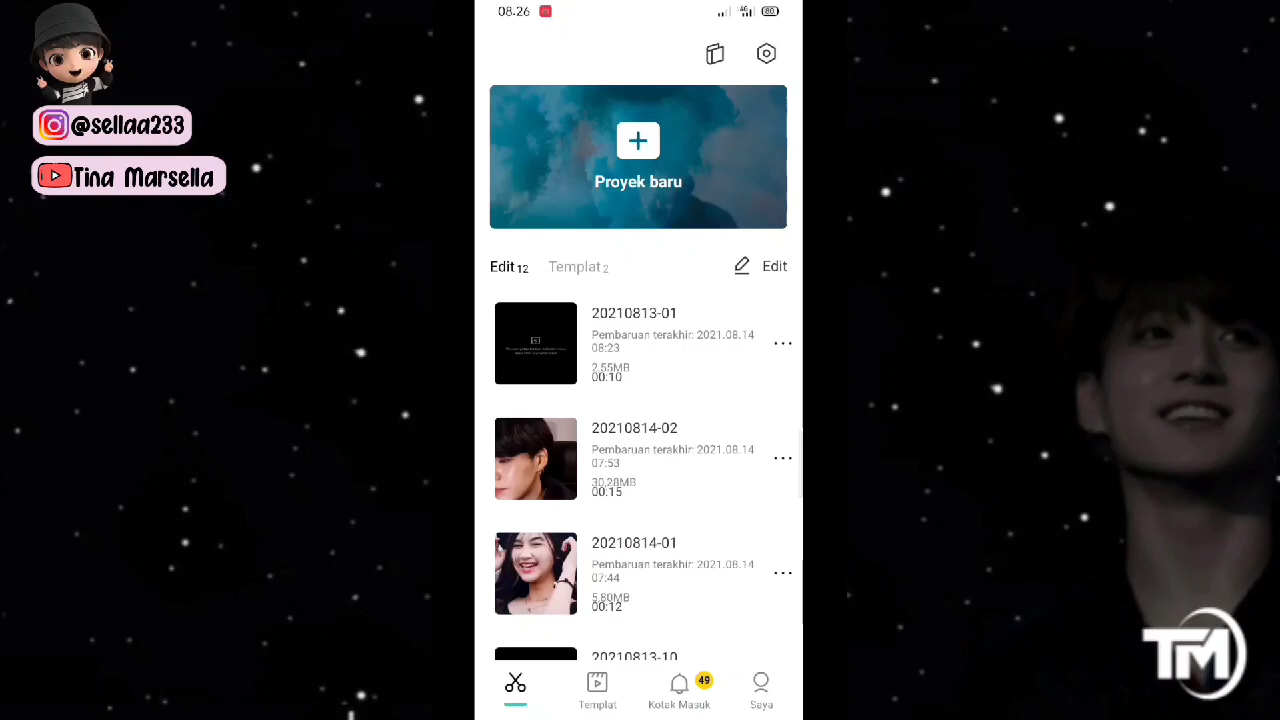 08.26
4G
80
@sellaa233
Tina Marsella
Proyek baru
Edit 12
Templat 2
Edit
20210813-01
Pembaruan terakhir: 2021.08.14
08:23
2,55MB
00:10
20210814-02
Pembaruan terakhir: 2021.08.14
07:53
30,28MB
00:15
20210814-01
Pembaruan terakhir: 2021.08.14
07:44
5,80MB
00:12
20210813-10
49
Templat
Kotak Masuk
Saya
TM